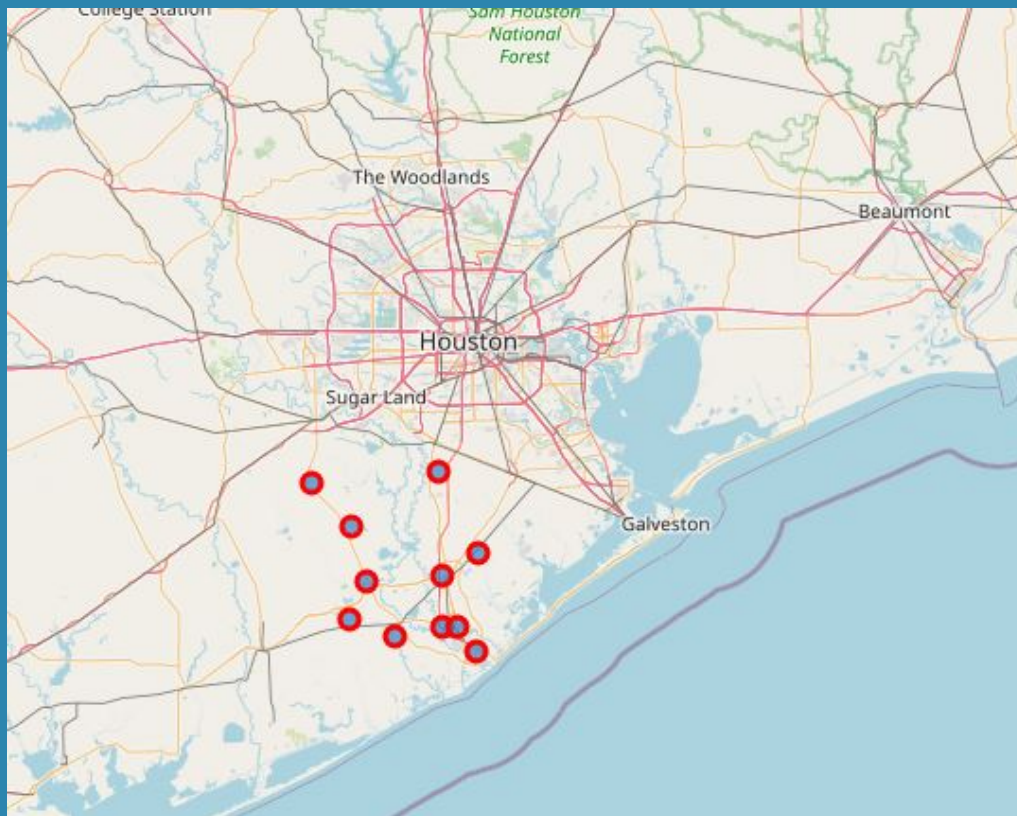 College Station
Sam Houston
National
Forest
The Woodlands
Beaumont
Houston
Sugar Land
Galveston